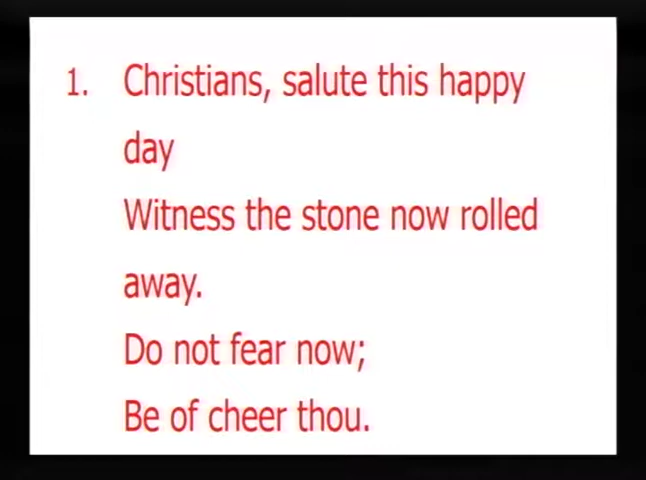 1. Christians, salute this happy
day
Witness the stone now rolled
away.
Do not fear now;
Be of cheer thou.